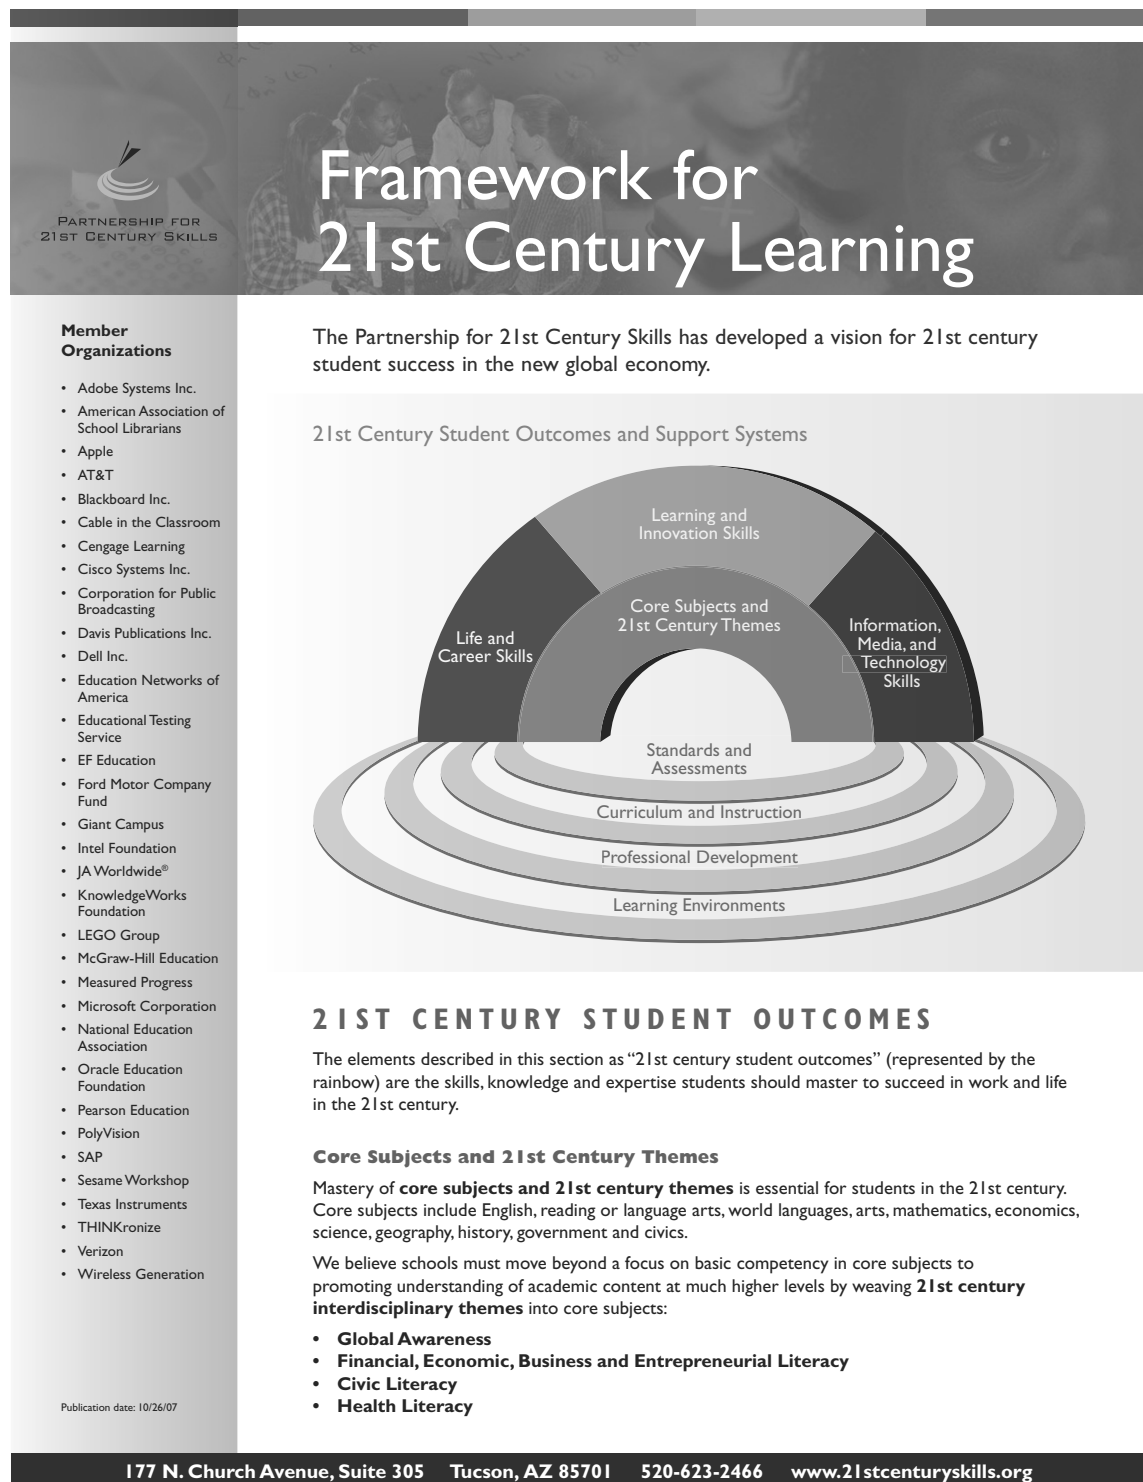 PARTNERSHIP FOR
21ST CENTURY SKILLS
Framework for
21st Century Learning
Member
Organizations
• Adobe Systems Inc.
• American Association of
School Librarians
• Apple
• AT&T
• Blackboard Inc.
• Cable in the Classroom
• Cengage Learning
• Cisco Systems Inc.
• Corporation for Public
Broadcasting
• Davis Publications Inc.
• Dell Inc.
• Education Networks of
America
• Educational Testing
Service
• EF Education
• Ford Motor Company
Fund
• Giant Campus
• Intel Foundation
• JA Worldwide®
• KnowledgeWorks
Foundation
• LEGO Group
• McGraw-Hill Education
• Measured Progress
• Microsoft Corporation
• National Education
Association
• Oracle Education
Foundation
• Pearson Education
• PolyVision
• SAP
• Sesame Workshop
• Texas Instruments
• THINKronize
• Verizon
• Wireless Generation
Publication date: 10/26/07
The Partnership for 21st Century Skills has developed a vision for 21st century
student success in the new global economy.
21st Century Student Outcomes and Support Systems
Learning and
Innovation Skills
Core Subjects and
21st Century Themes
Life and
Career Skills
Information,
Media, and
Technology
Skills
Standards and
Assessments
Curriculum and Instruction
Professional Development
Learning Environments
21ST CENTURY STUDENT OUTCOMES
The elements described in this section as “21st century student outcomes” (represented by the
rainbow) are the skills, knowledge and expertise students should master to succeed in work and life
in the 21st century.
Core Subjects and 21st Century Themes
Mastery of core subjects and 21st century themes is essential for students in the 21st century.
Core subjects include English, reading or language arts, world languages, arts, mathematics, economics,
science, geography, history, government and civics.
We believe schools must move beyond a focus on basic competency in core subjects to
promoting understanding of academic content at much higher levels by weaving 21st century
interdisciplinary themes into core subjects:
• Global Awareness
• Financial, Economic, Business and Entrepreneurial Literacy
• Civic Literacy
• Health Literacy
177 N. Church Avenue, Suite 305 Tucson, AZ 85701 520-623-2466 www.21stcenturyskills.org